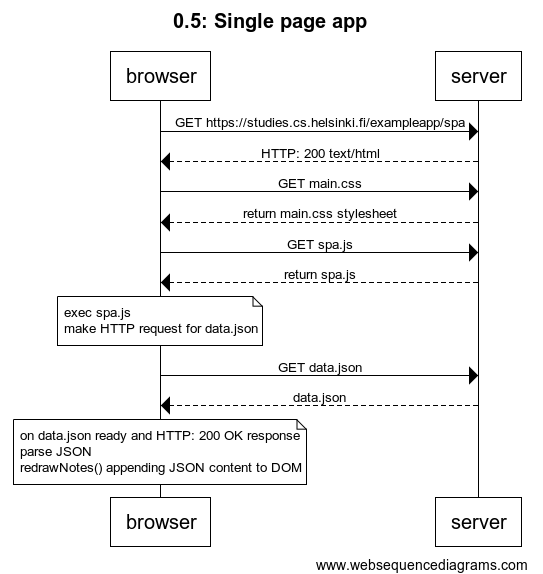 0.5: Single page app
browser
server
GET https://studies.cs.helsinki.fi/exampleapp/spa
HTTP: 200 text/html
GET main.css
return main.css stylesheet
GET spa.js
return spa.js
exec spa.js
make HTTP request for data.json
GET data.json
data.json
on data.json ready and HTTP: 200 OK response
parse JSON
redrawNotes() appending JSON content to DOM
browser
server
www.websequencediagrams.com